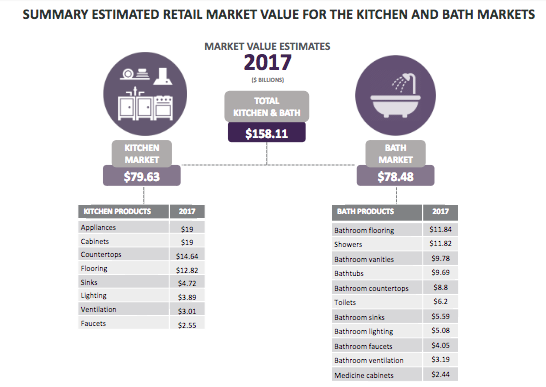 SUMMARY ESTIMATED RETAIL MARKET VALUE FOR THE KITCHEN AND BATH MARKETS
MARKET VALUE ESTIMATES
2017
($ BILLIONS)
TOTAL
KITCHEN & BATH
$158.11
KITCHEN
MARKET
$79.63
BATH
MARKET
$78.48
KITCHEN PRODUCTS 2017
Appliances $19
Cabinets $19
Countertops $14.64
Flooring $12.82
Sinks $4.72
Lighting $3.89
Ventilation $3.01
Faucets $2.55
BATH PRODUCTS 2017
Bathroom flooring $11.84
Showers $11.82
Bathroom vanities $9.78
Bathtubs $9.69
Bathroom countertops $8.8
Toilets $6.2
Bathroom sinks $5.59
Bathroom lighting $5.08
Bathroom faucets $4.05
Bathroom ventilation $3.19
Medicine cabinets $2.44